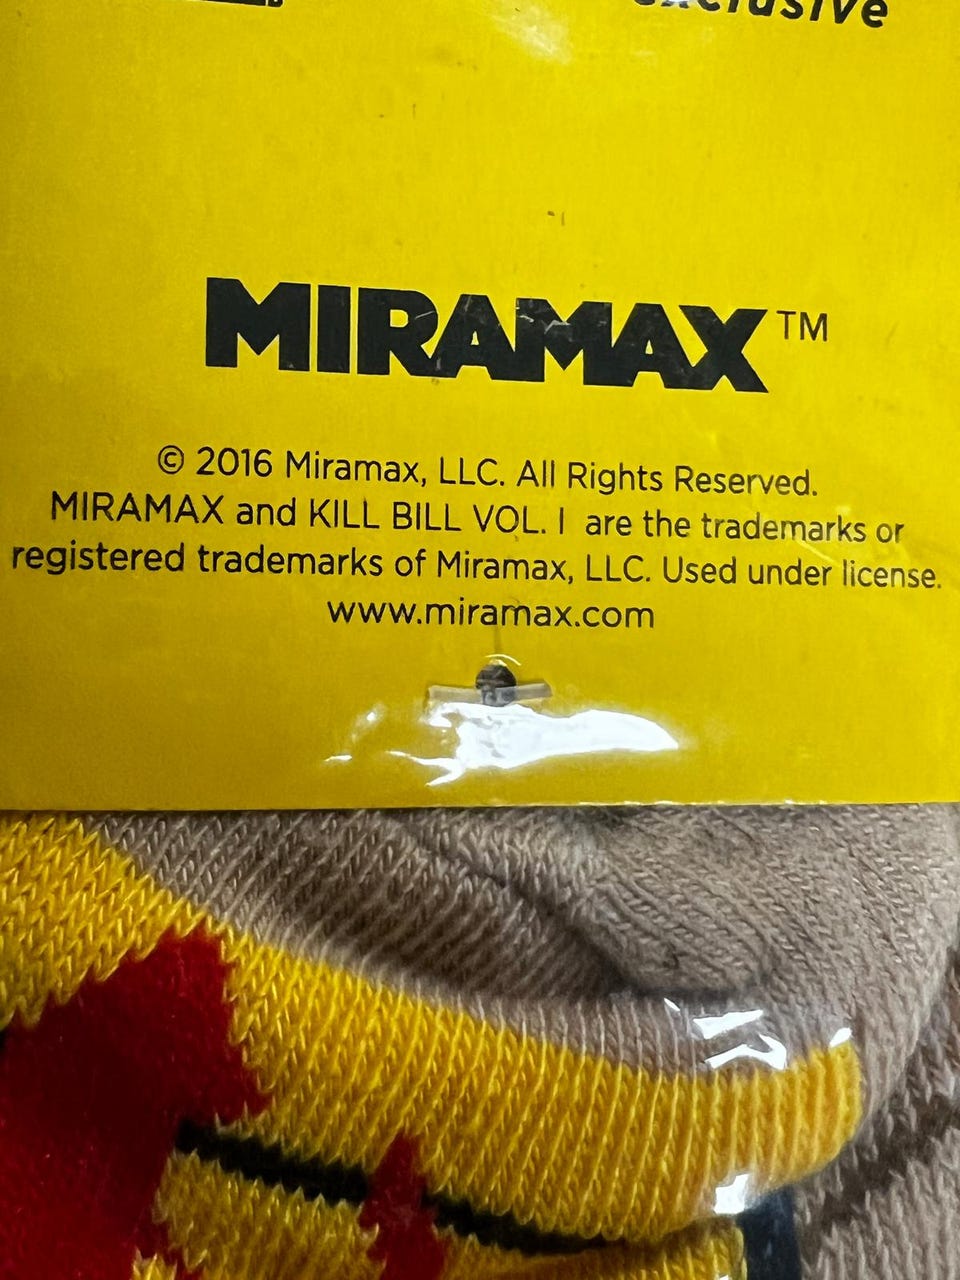 exclusive
MIRAMAX™
© 2016 Miramax, LLC. All Rights Reserved.
MIRAMAX and KILL BILL VOL. I are the trademarks or
registered trademarks of Miramax, LLC. Used under license.
www.miramax.com